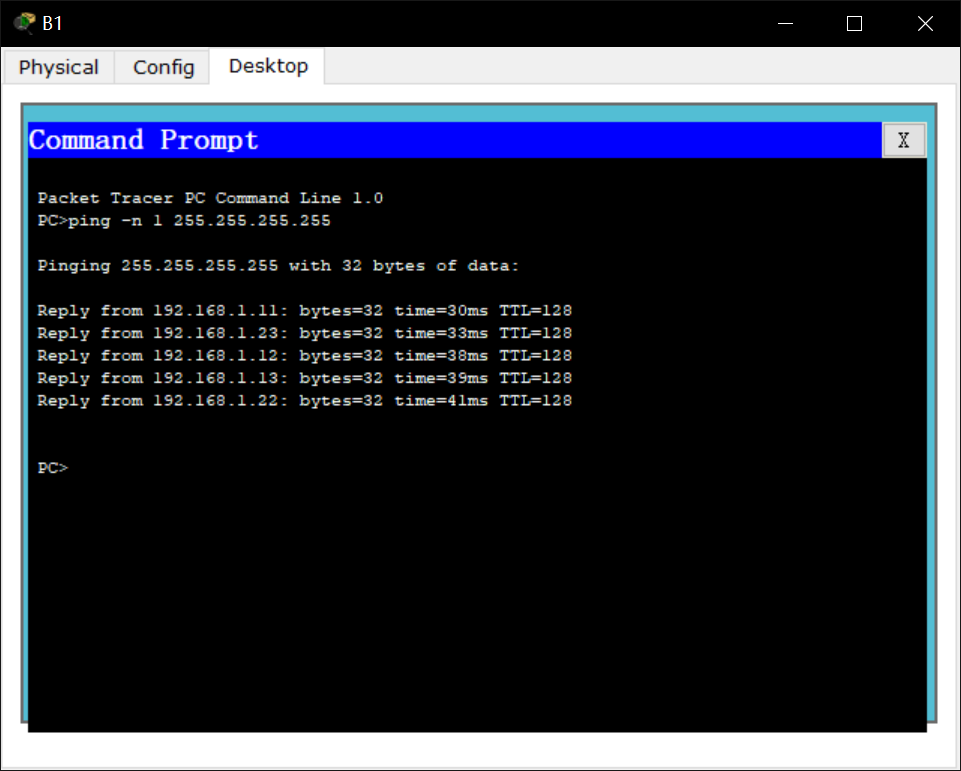 B1
Physical Config Desktop
Command Prompt X
Packet Tracer PC Command Line 1.0
PC>ping -n 1 255.255.255.255
Pinging 255.255.255.255 with 32 bytes of data:
Reply from 192.168.1.11: bytes=32 time=30ms TTL=128
Reply from 192.168.1.23: bytes=32 time=33ms TTL=128
Reply from 192.168.1.12: bytes=32 time=38ms TTL=128
Reply from 192.168.1.13: bytes=32 time=39ms TTL=128
Reply from 192.168.1.22: bytes=32 time=41ms TTL=128
PC>